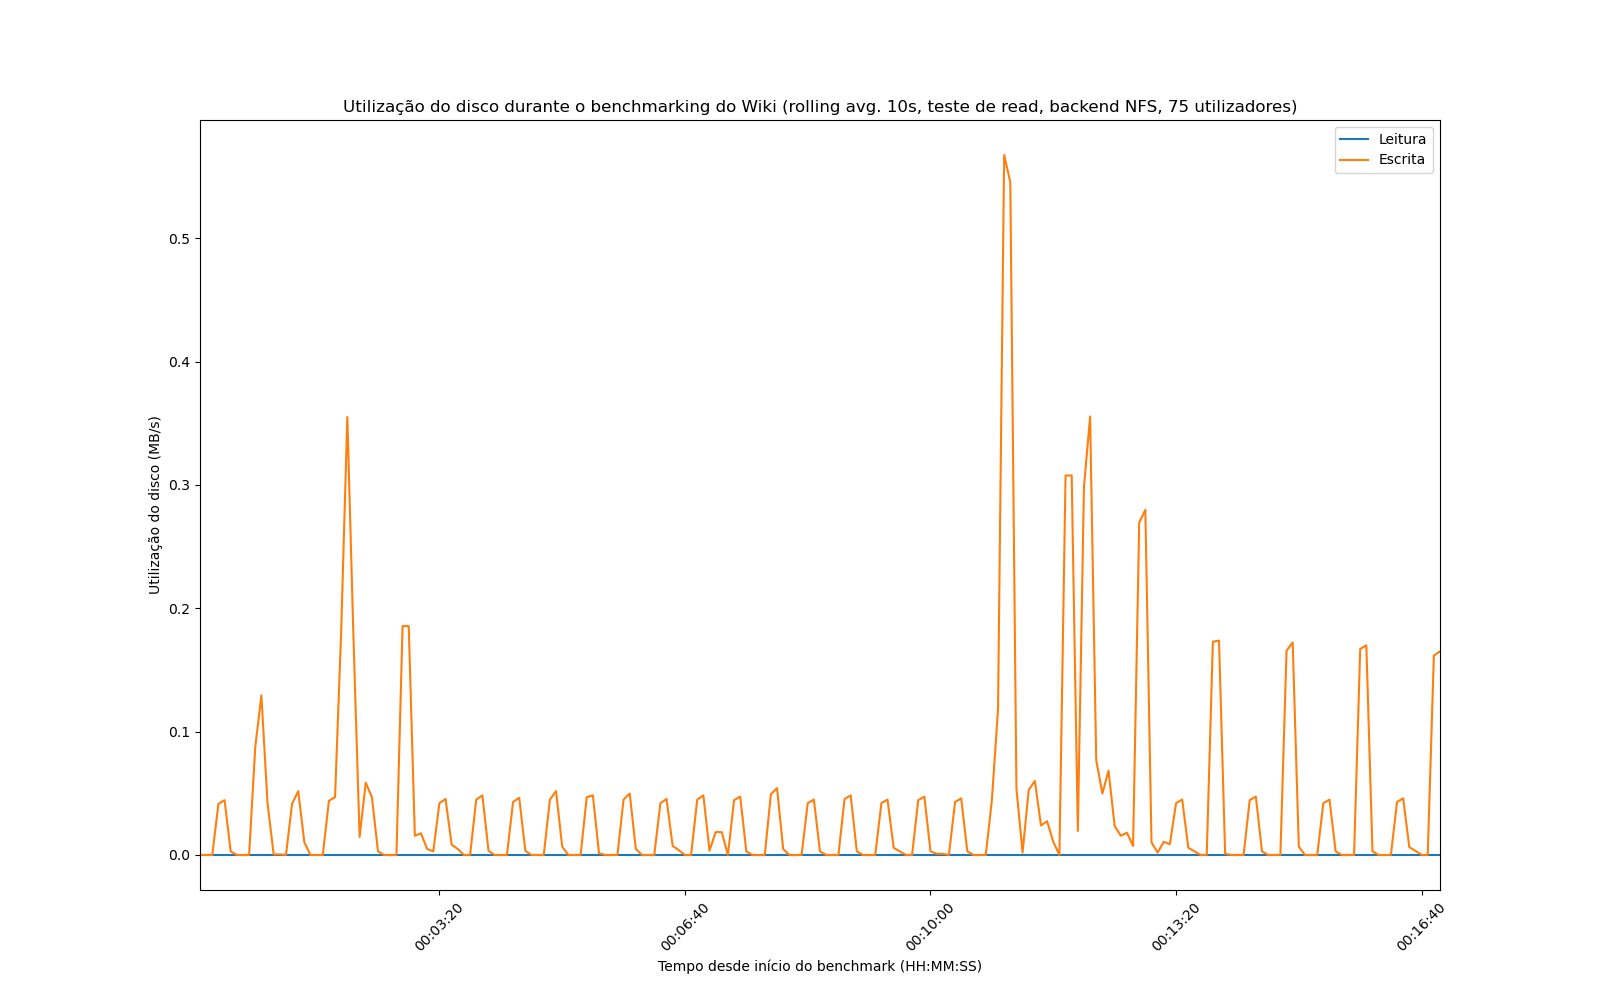 Utilização do disco durante o benchmarking do Wiki (rolling avg. 10s, teste de read, backend NFS, 75 utilizadores)
Leitura
Escrita
Utilização do disco (MB/s)
0.5
0.4
0.3
0.2
0.1
0.0
00:03:20
00:06:40
00:10:00
00:13:20
00:16:40
Tempo desde início do benchmark (HH:MM:SS)